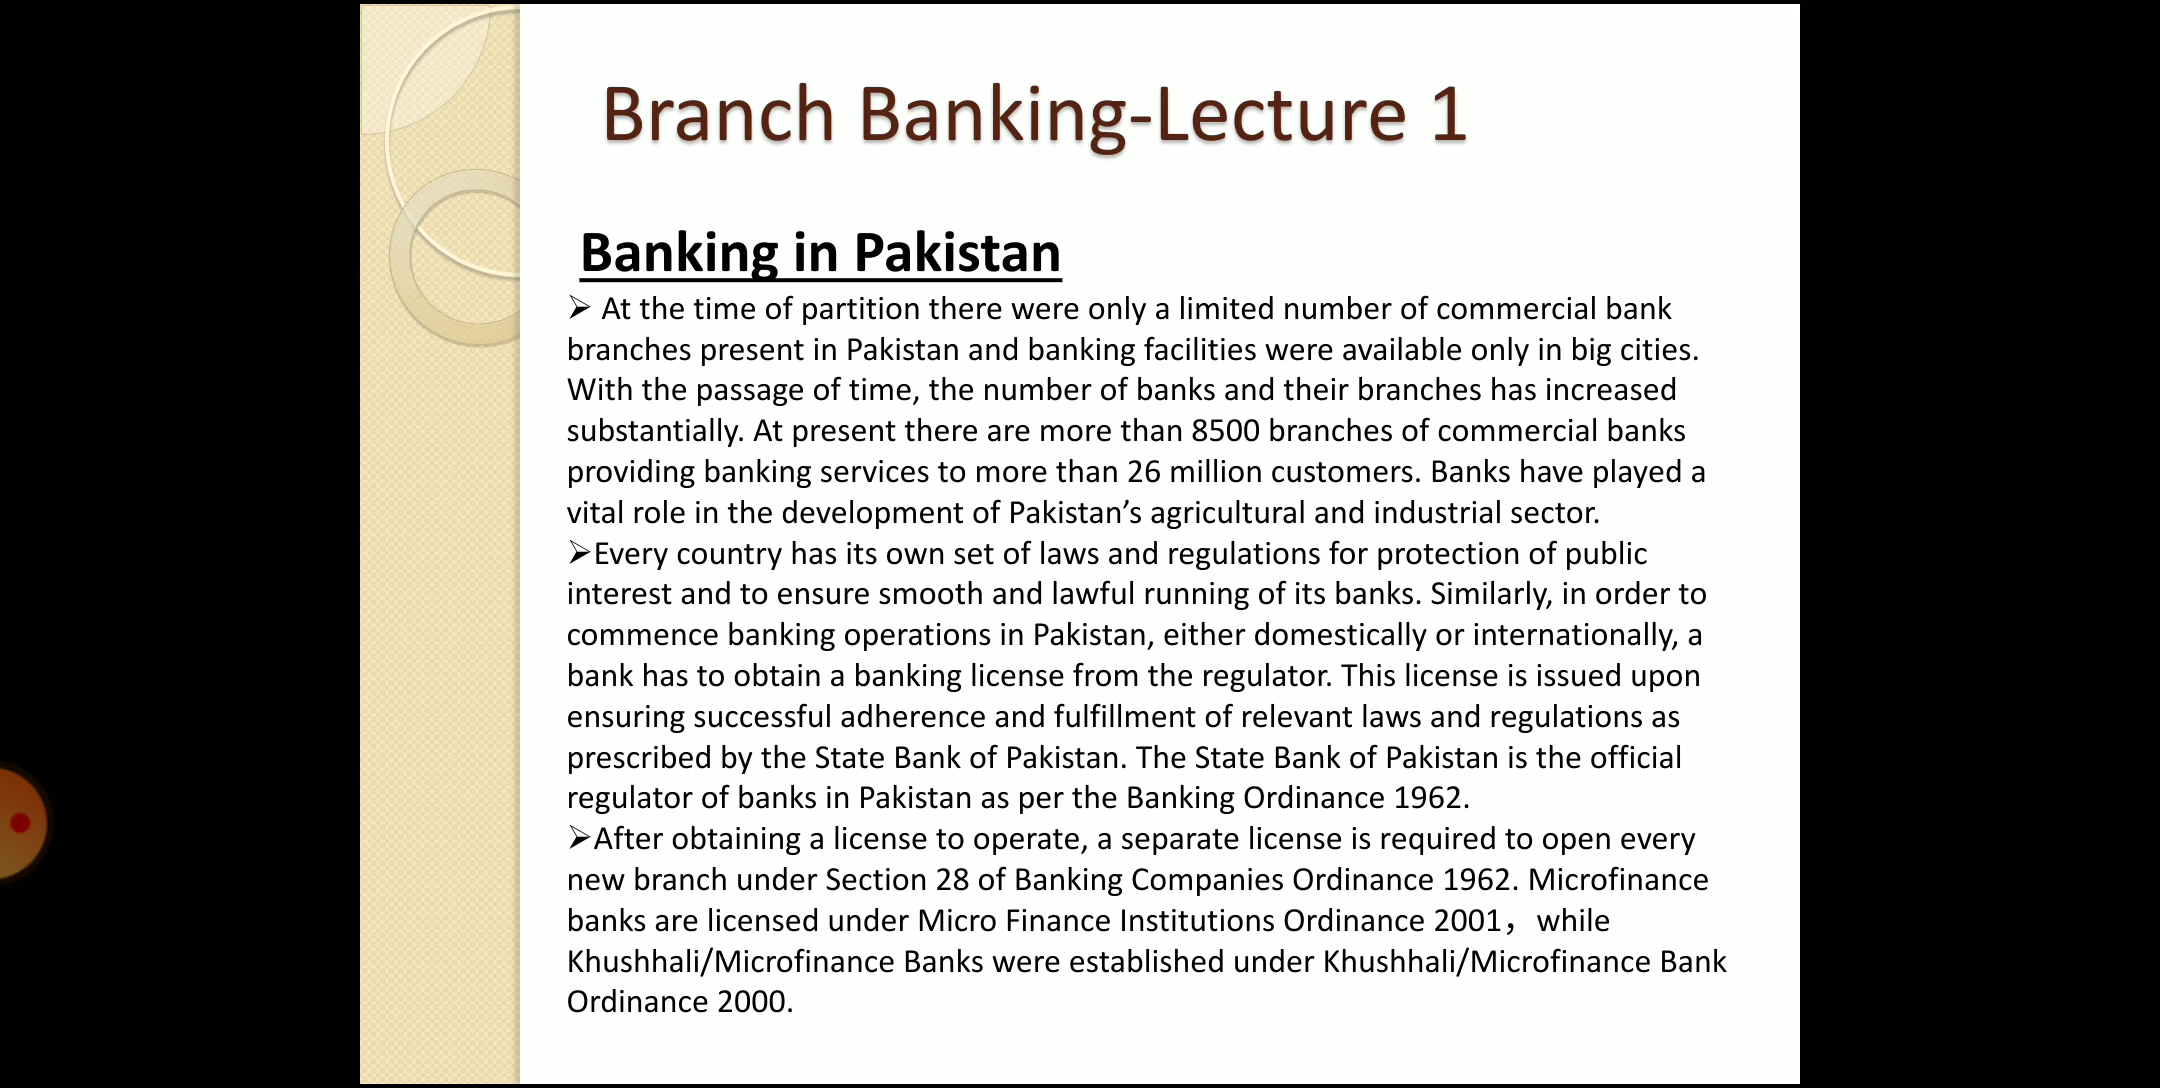 Branch Banking-Lecture 1
Banking in Pakistan
➢ At the time of partition there were only a limited number of commercial bank
branches present in Pakistan and banking facilities were available only in big cities.
With the passage of time, the number of banks and their branches has increased
substantially. At present there are more than 8500 branches of commercial banks
providing banking services to more than 26 million customers. Banks have played a
vital role in the development of Pakistan’s agricultural and industrial sector.
➢Every country has its own set of laws and regulations for protection of public
interest and to ensure smooth and lawful running of its banks. Similarly, in order to
commence banking operations in Pakistan, either domestically or internationally, a
bank has to obtain a banking license from the regulator. This license is issued upon
ensuring successful adherence and fulfillment of relevant laws and regulations as
prescribed by the State Bank of Pakistan. The State Bank of Pakistan is the official
regulator of banks in Pakistan as per the Banking Ordinance 1962.
➢After obtaining a license to operate, a separate license is required to open every
new branch under Section 28 of Banking Companies Ordinance 1962. Microfinance
banks are licensed under Micro Finance Institutions Ordinance 2001，while
Khushhali/Microfinance Banks were established under Khushhali/Microfinance Bank
Ordinance 2000.